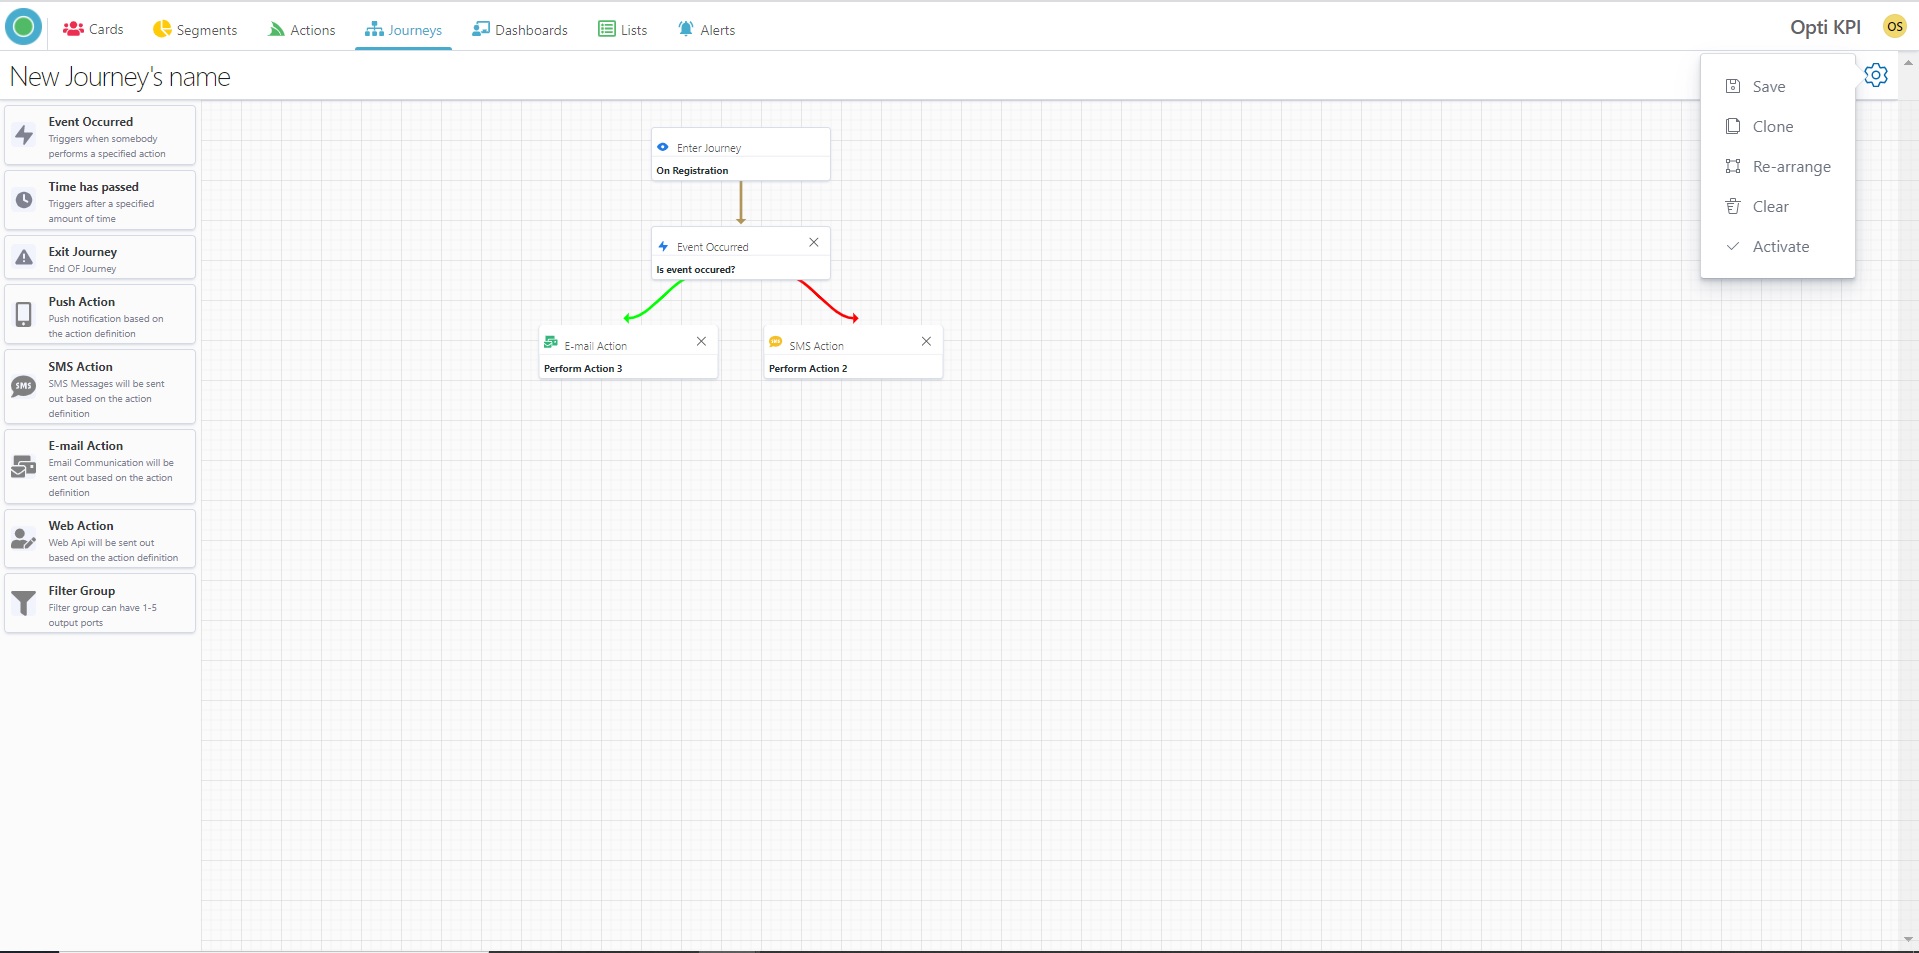 Cards
Segments
Actions
Journeys
Dashboards
Lists
Alerts
Opti KPI
OS
New Journey's name
Save
Clone
Re-arrange
Clear
Activate
Event Occurred
Triggers when somebody
performs a specified action
Time has passed
Triggers after a specified
amount of time
Exit Journey
End OF Journey
Push Action
Push notification based on
the action definition
SMS
SMS Action
SMS Messages will be sent
out based on the action
definition
E-mail Action
Email Communication will be
sent out based on the action
definition
Web Action
Web Api will be sent out
based on the action definition
Filter Group
Filter group can have 1-5
output ports
Enter Journey
On Registration
Event Occurred
Is event occured?
E-mail Action
Perform Action 3
SMS Action
Perform Action 2